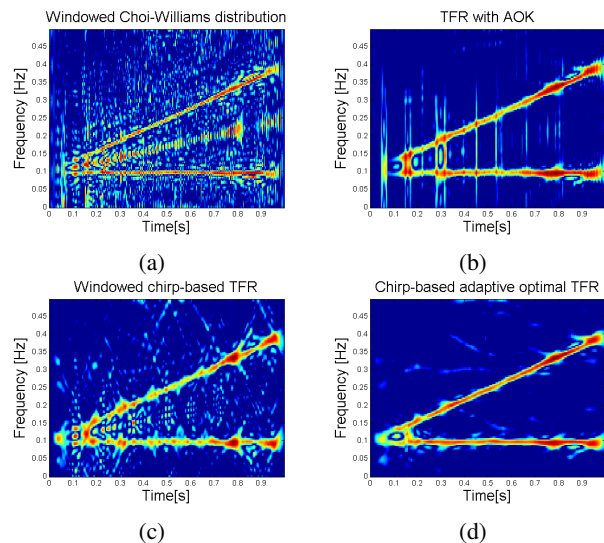 Windowed Choi-Williams distribution
Frequency [Hz]
0.45
0.4
0.35
0.3
0.25
0.2
0.15
0.1
0.05
0
0 0.1 0.2 0.3 0.4 0.5 0.6 0.7 0.8 0.9
Time[s]
(a)
TFR with AOK
Frequency [Hz]
0.45
0.4
0.35
0.3
0.25
0.2
0.15
0.1
0.05
0
0 0.1 0.2 0.3 0.4 0.5 0.6 0.7 0.8 0.9
Time[s]
(b)
Windowed chirp-based TFR
Frequency [Hz]
0.45
0.4
0.35
0.3
0.25
0.2
0.15
0.1
0.05
0
0 0.1 0.2 0.3 0.4 0.5 0.6 0.7 0.8 0.9
Time[s]
(c)
Chirp-based adaptive optimal TFR
Frequency [Hz]
0.45
0.4
0.35
0.3
0.25
0.2
0.15
0.1
0.05
0
0 0.1 0.2 0.3 0.4 0.5 0.6 0.7 0.8 0.9
Time[s]
(d)